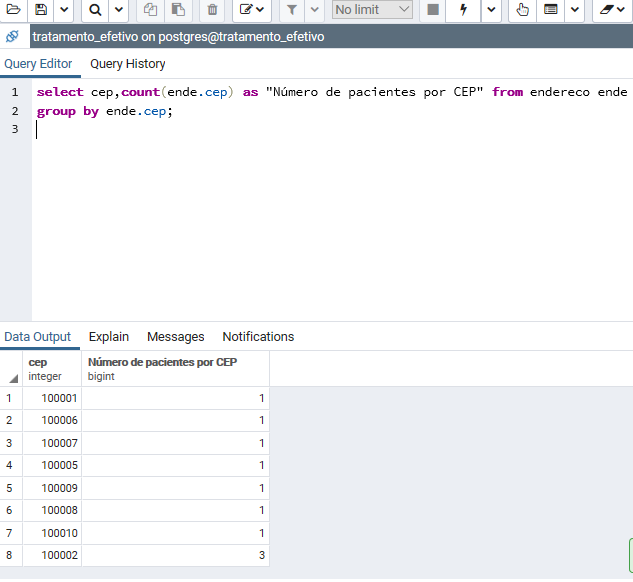 No limit
tratamento_efetivo on postgres@tratamento_efetivo
Query Editor Query History
1 select cep,count(ende.cep) as "Número de pacientes por CEP" from endereco ende
2 group by ende.cep;
3
Data Output Explain Messages Notifications
cep Número de pacientes por CEP
integer bigint
1 100001 1
2 100006 1
3 100007 1
4 100005 1
5 100009 1
6 100008 1
7 100010 1
8 100002 3